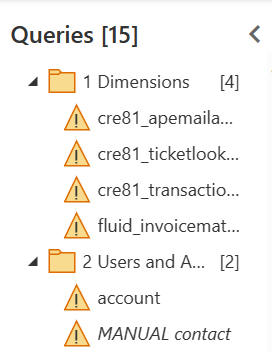 Queries [15]
1 Dimensions [4]
cre81_apemaila...
cre81_ticketlook...
cre81_transactio...
fluid_invoicemat...
2 Users and A... [2]
account
MANUAL contact